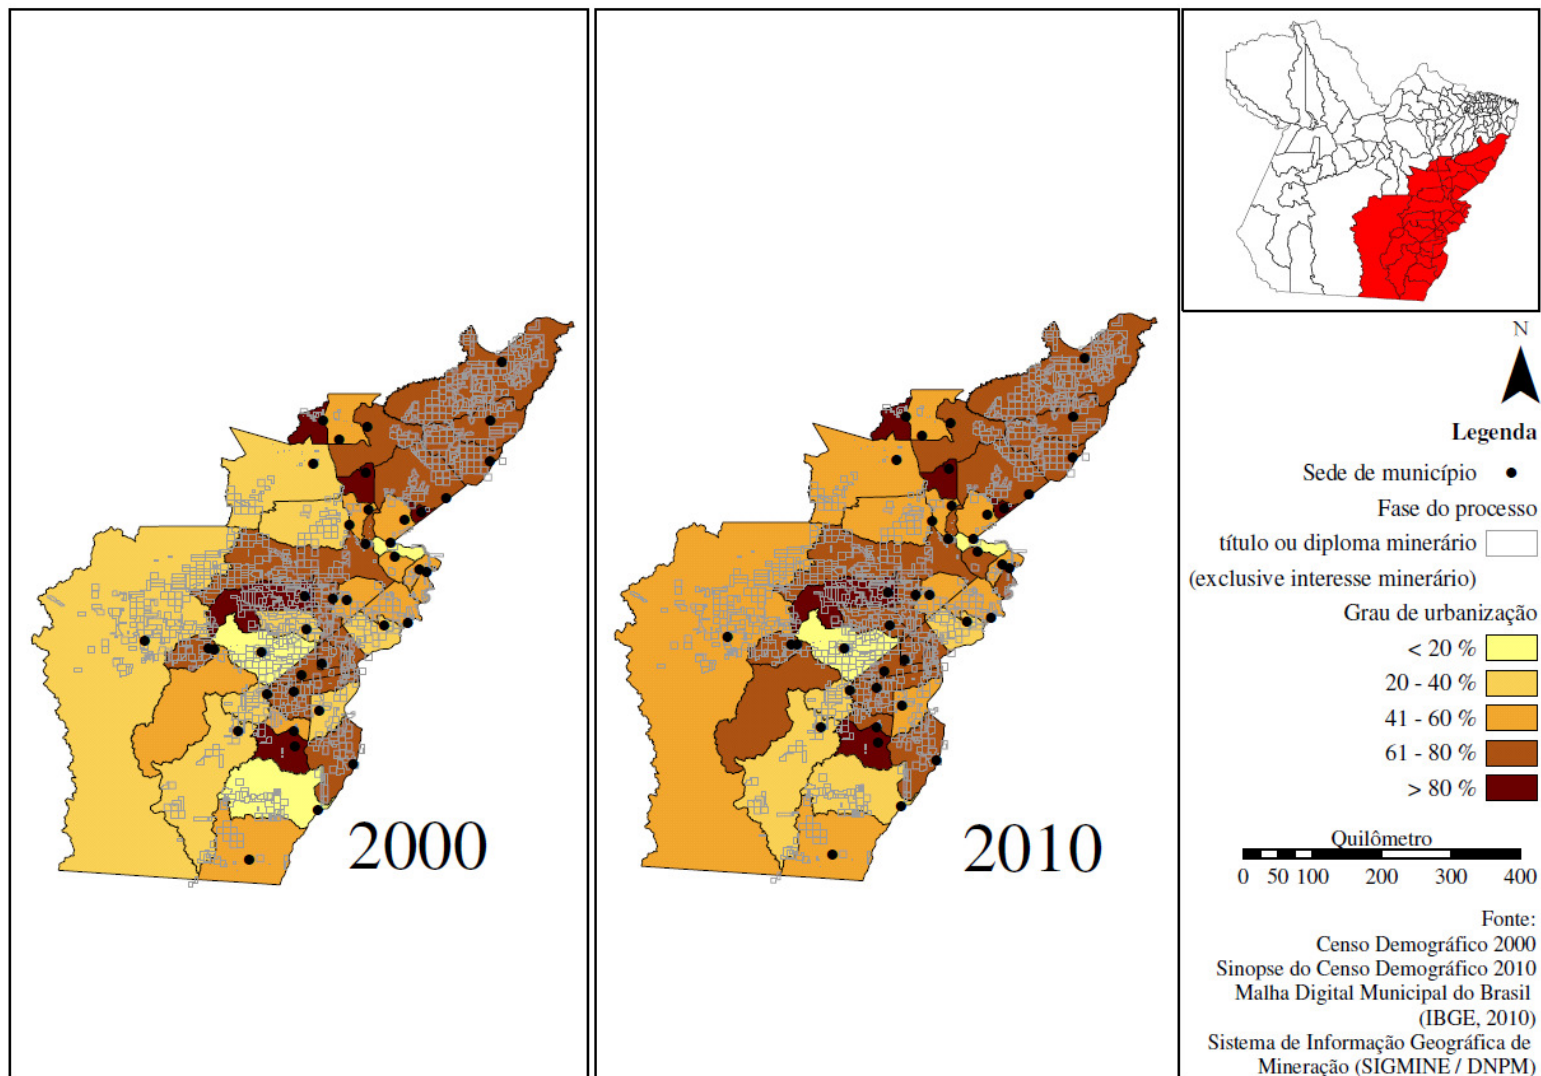 2000
2010
N
Legenda
Sede de município
Fase do processo
título ou diploma minerário
(exclusive interesse minerário)
Grau de urbanização
< 20 %
20 - 40 %
41 - 60 %
61 - 80 %
> 80 %
Quilômetro
0 50 100 200 300 400
Fonte:
Censo Demográfico 2000
Sinopse do Censo Demográfico 2010
Malha Digital Municipal do Brasil
(IBGE, 2010)
Sistema de Informação Geográfica de
Mineração (SIGMINE / DNPM)